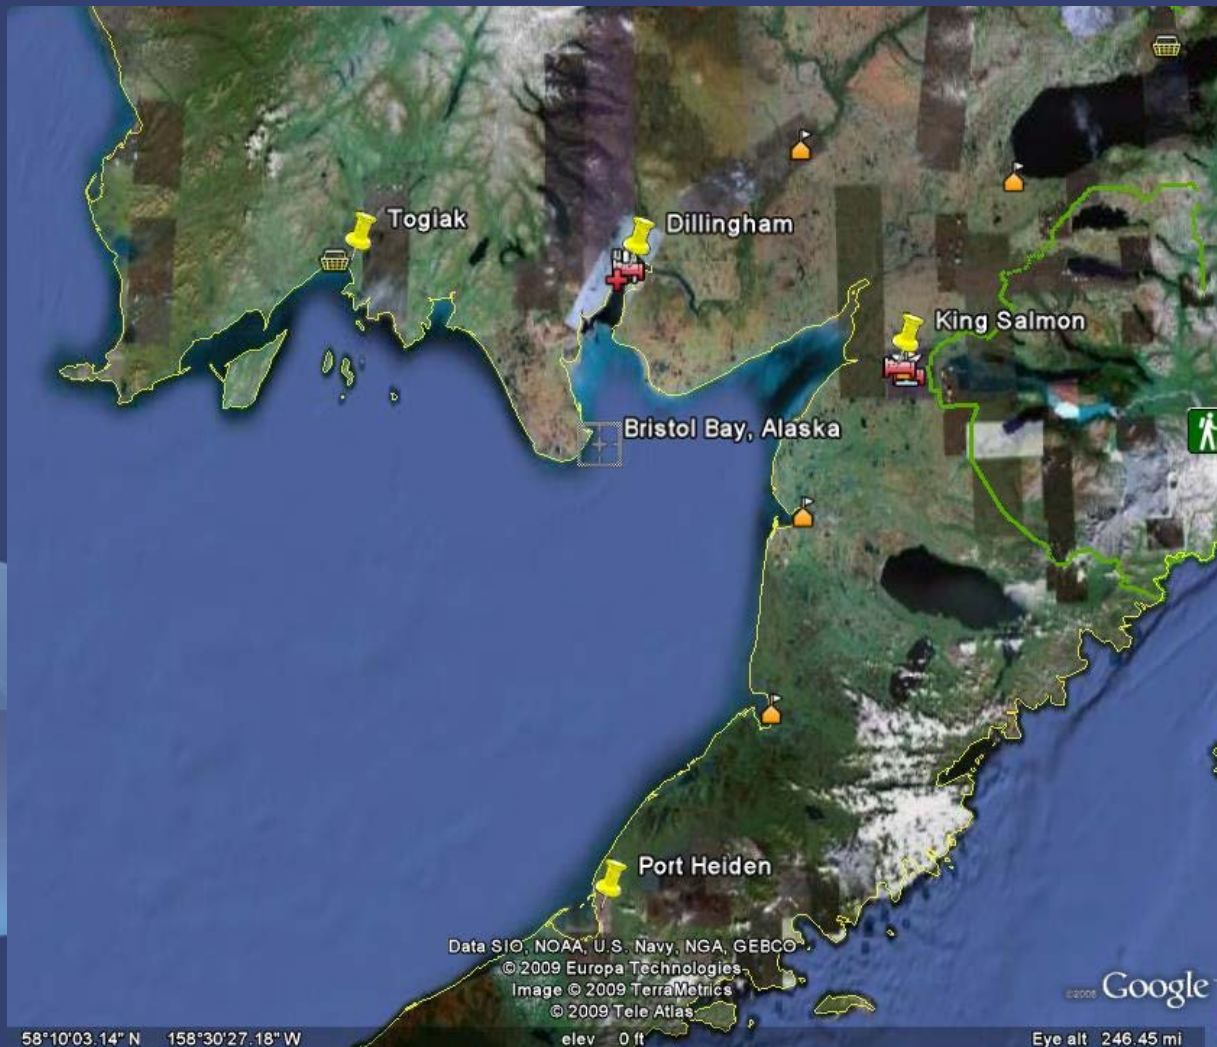 Togiak
Dillingham
King Salmon
Bristol Bay, Alaska
Port Heiden
Data SIO, NOAA, U.S. Navy, NGA, GEBCO
© 2009 Europa Technologies
Image © 2009 TerraMetrics
© 2009 Tele Atlas
Google
58°10'03.14" N 158°30'27.18" W elev 0 ft Eye alt 246.45 mi